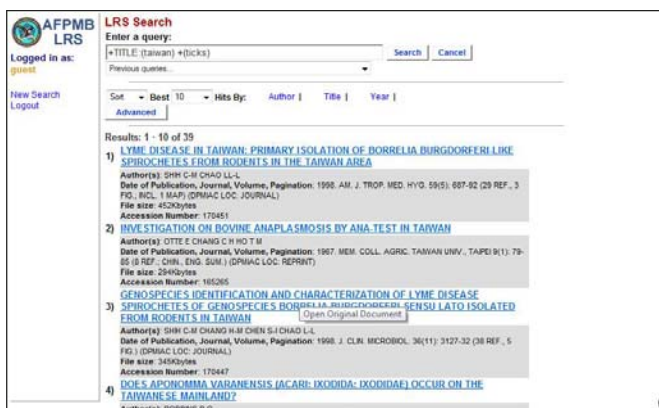 AFPMB
LRS
Logged in as:
guest
New Search
Logout
LRS Search
Enter a query:
+TITLE (taiwan) +(ticks)
Search Cancel
Previous queries...
Sort Best 10 Hits By: Author | Title | Year |
Advanced
Results: 1 - 10 of 39
1) LYME DISEASE IN TAIWAN: PRIMARY ISOLATION OF BORRELIA BURGDORFERI-LIKE
SPIROCHETES FROM RODENTS IN THE TAIWAN AREA
Author(s): SHIH C-M CHAO LL-L
Date of Publication, Journal, Volume, Pagination: 1998. AM. J. TROP. MED. HYG. 59(5): 687-92 (29 REF., 3
FIG., INCL. 1 MAP) (DPMIAC LOC: JOURNAL)
File size: 452Kbytes
Accession Number: 170451
2) INVESTIGATION ON BOVINE ANAPLASMOSIS BY ANA-TEST IN TAIWAN
Author(s): OTTE E CHANG C H HO T M
Date of Publication, Journal, Volume, Pagination: 1967. MEM. COLL. AGRIC. TAIWAN UNIV., TAIPEI 9(1): 79-
85 (8 REF.; CHIN., ENG. SUM.) (DPMIAC LOC: REPRINT)
File size: 294Kbytes
Accession Number: 165265
3) GENOSPECIES IDENTIFICATION AND CHARACTERIZATION OF LYME DISEASE
SPIROCHETES OF GENOSPECIES BORRELIA BURGDORFERI SENSU LATO ISOLATED
FROM RODENTS IN TAIWAN
Open Original Document
Author(s): SHIH C-M CHANG H-M CHEN S-I CHAO L-L
Date of Publication, Journal, Volume, Pagination: 1998. J. CLIN. MICROBIOL. 36(11): 3127-32 (38 REF., 5
FIG.) (DPMIAC LOC: JOURNAL)
File size: 345Kbytes
Accession Number: 170447
4) DOES APONOMMA VARANENSIS (ACARI: IXODIDA: IXODIDAE) OCCUR ON THE
TAIWANESE MAINLAND?